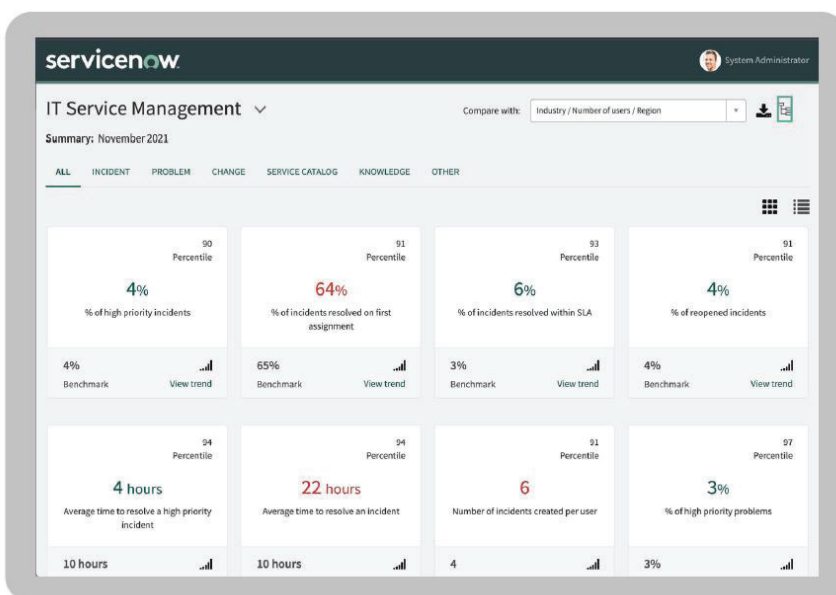 servicenow
System Administrator
IT Service Management
Compare with: Industry / Number of users / Region
Summary: November 2021
ALL INCIDENT PROBLEM CHANGE SERVICE CATALOG KNOWLEDGE OTHER
90
Percentile
4%
% of high priority incidents
4%
Benchmark View trend
91
Percentile
64%
% of incidents resolved on first
assignment
65%
Benchmark View trend
93
Percentile
6%
% of incidents resolved within SLA
3%
Benchmark View trend
91
Percentile
4%
% of reopened incidents
4%
Benchmark View trend
94
Percentile
4 hours
Average time to resolve a high priority
incident
10 hours
94
Percentile
22 hours
Average time to resolve an incident
10 hours
91
Percentile
6
Number of incidents created per user
4
97
Percentile
3%
% of high priority problems
3%